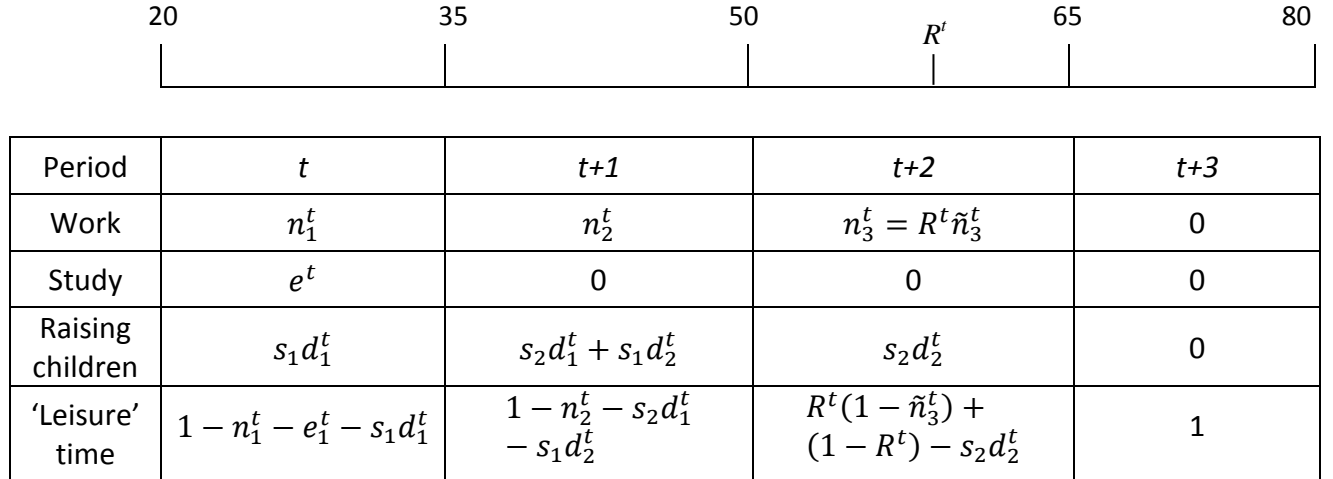 20 35 50 65 80
R^t
Period t t+1 t+2 t+3
Work n_1^t n_2^t n_3^t = R^t ñ_3^t 0
Study e^t 0 0 0
Raising
children s_1 d_1^t s_2 d_1^t + s_1 d_2^t s_2 d_2^t 0
‘Leisure’
time 1 − n_1^t − e_1^t − s_1 d_1^t 1 − n_2^t − s_2 d_1^t
− s_1 d_2^t R^t(1 − ñ_3^t) +
(1 − R^t) − s_2 d_2^t 1